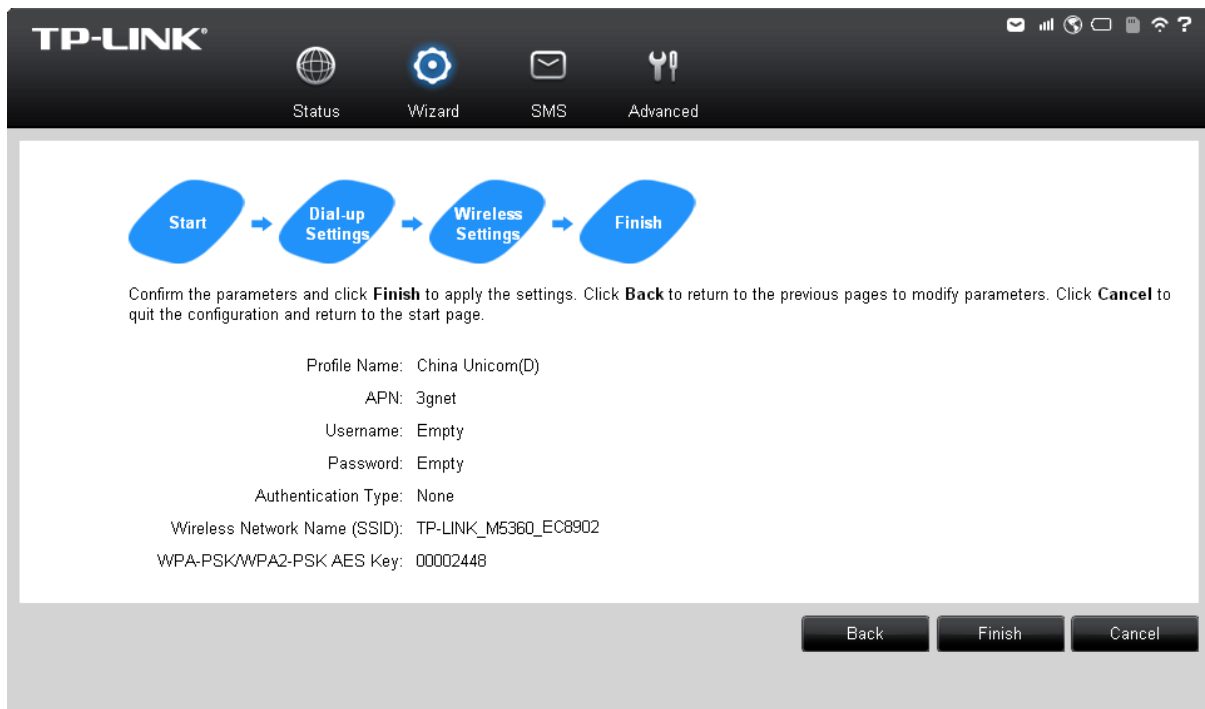 TP-LINK®
Status
Wizard
SMS
Advanced
?
Start
Dial-up
Settings
Wireless
Settings
Finish
Confirm the parameters and click Finish to apply the settings. Click Back to return to the previous pages to modify parameters. Click Cancel to
quit the configuration and return to the start page.
Profile Name: China Unicom(D)
APN: 3gnet
Username: Empty
Password: Empty
Authentication Type: None
Wireless Network Name (SSID): TP-LINK_M5360_EC8902
WPA-PSK/WPA2-PSK AES Key: 00002448
Back
Finish
Cancel